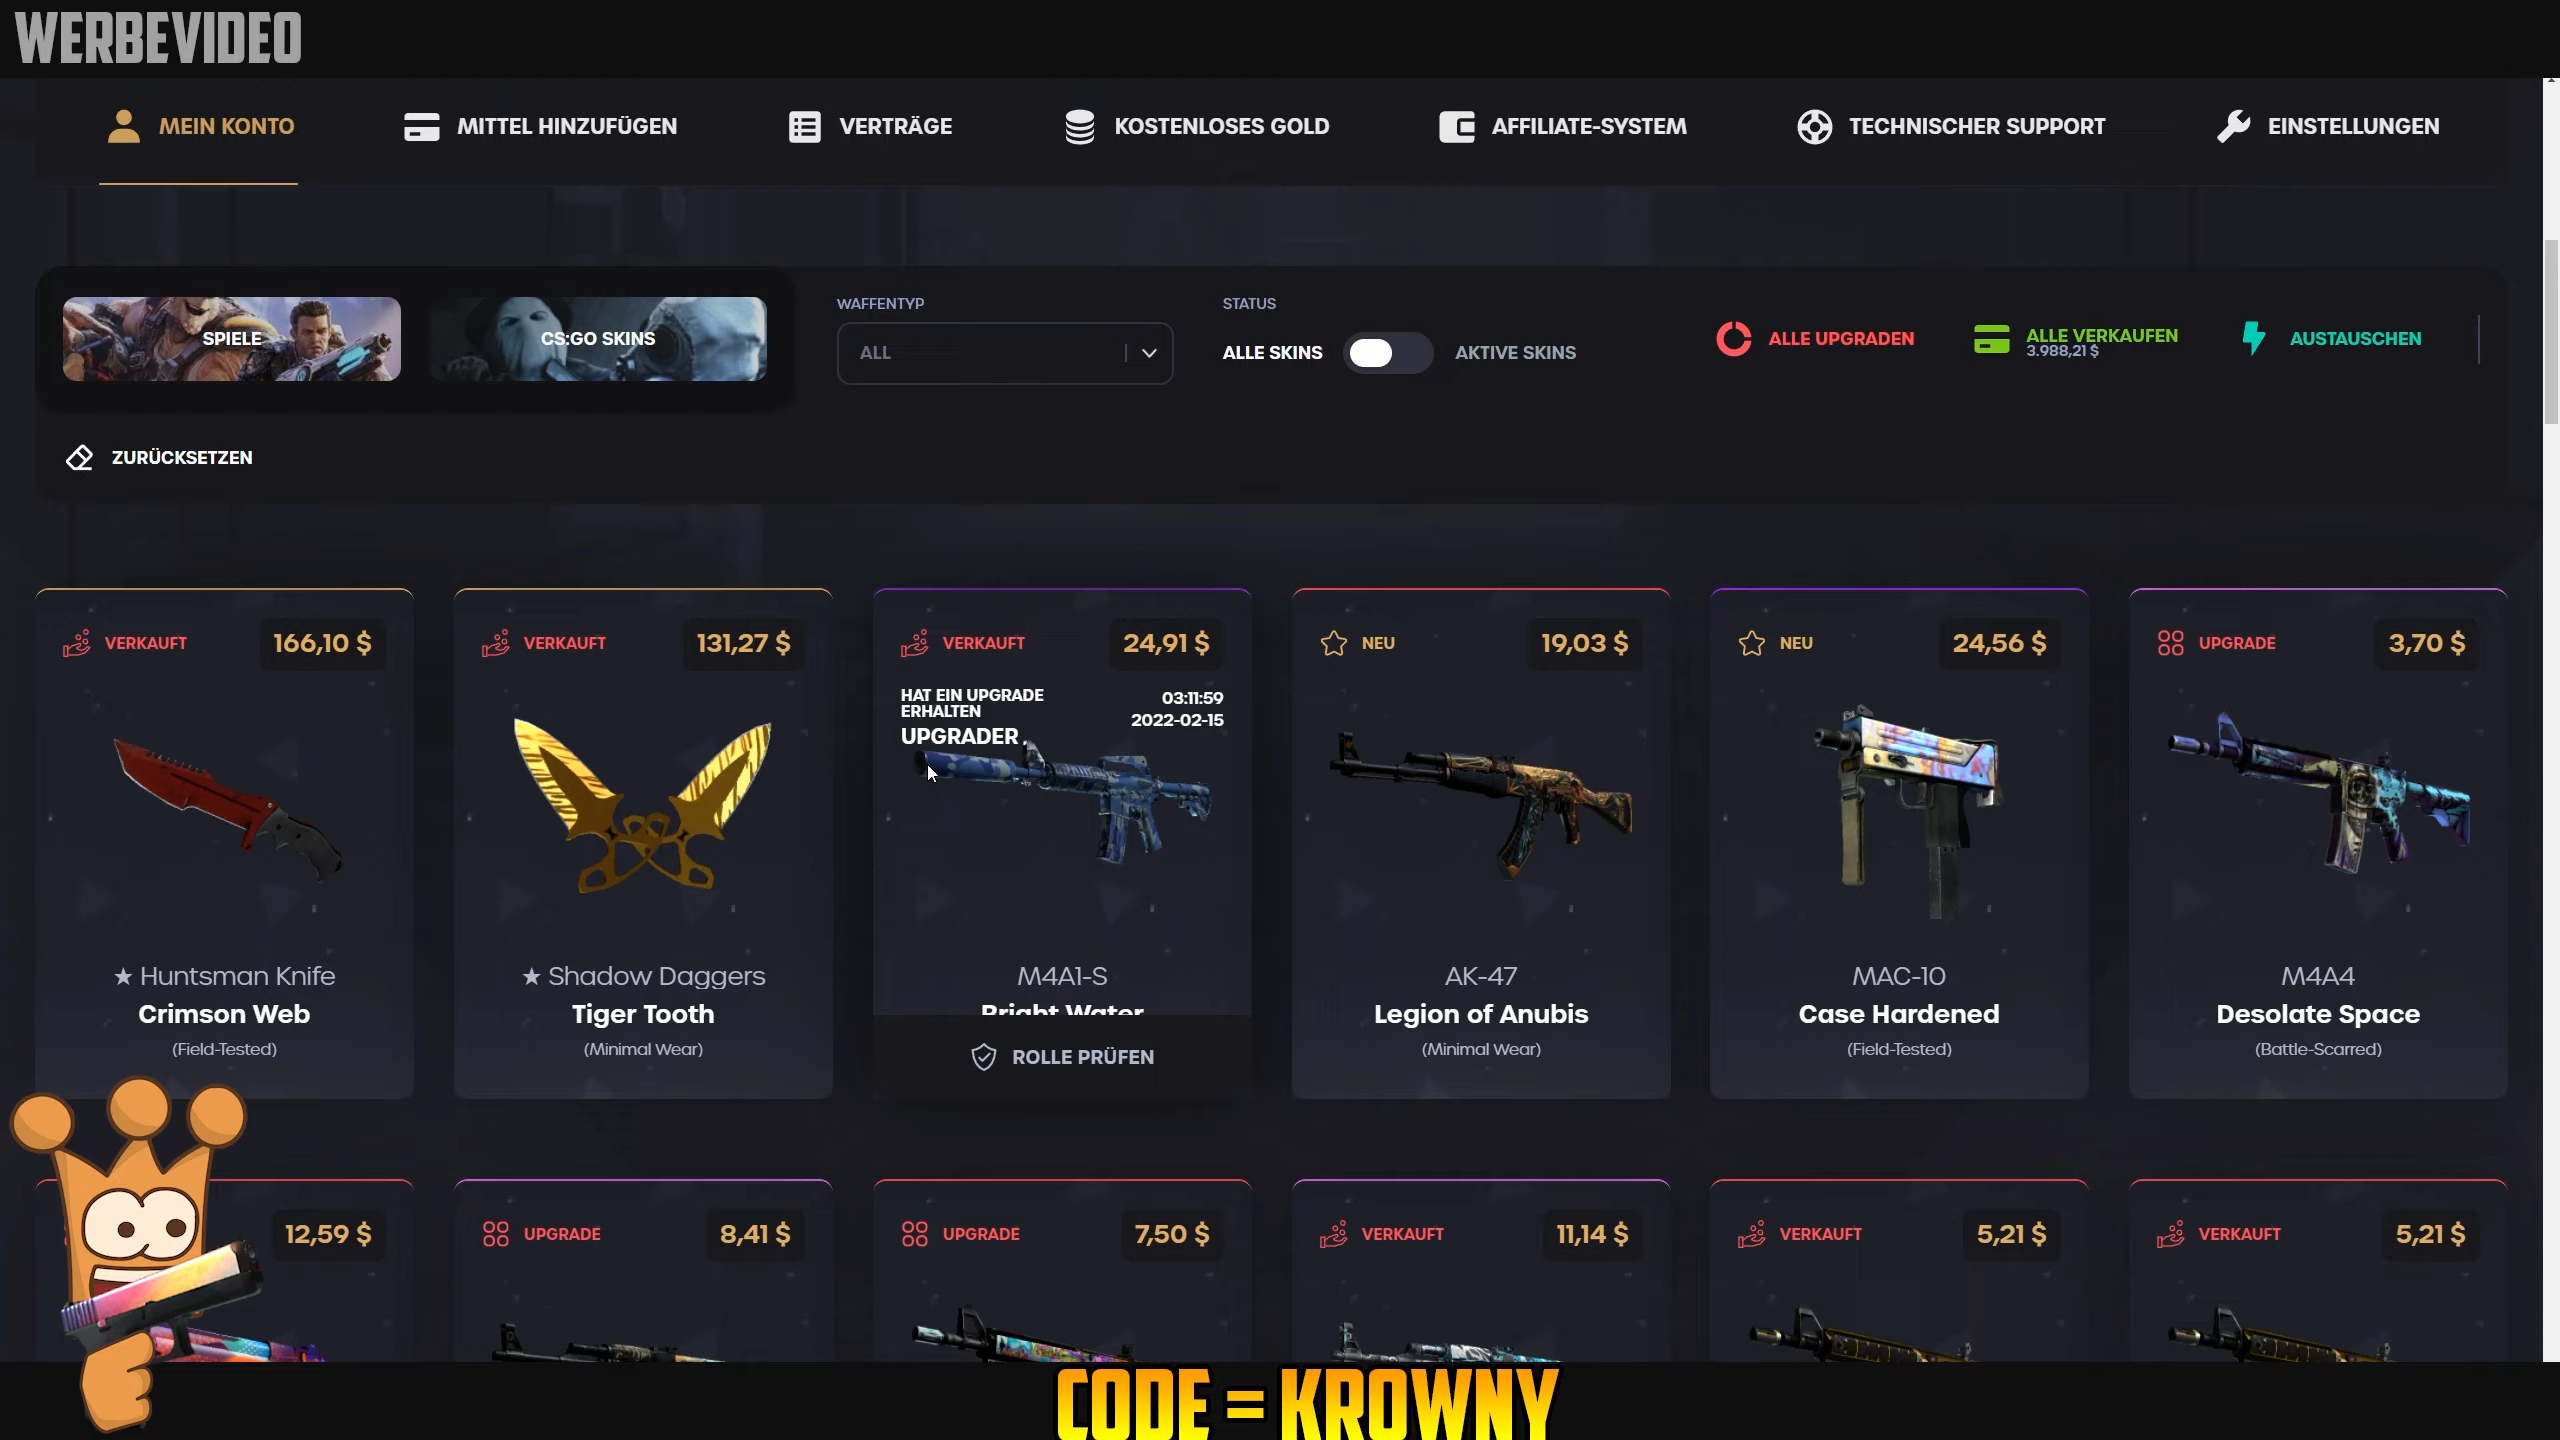 WERBEVIDEO
MEIN KONTO
MITTEL HINZUFÜGEN
VERTRÄGE
KOSTENLOSES GOLD
AFFILIATE-SYSTEM
TECHNISCHER SUPPORT
EINSTELLUNGEN
SPIELE
CS:GO SKINS
WAFFENTYP
ALL
STATUS
ALLE SKINS
AKTIVE SKINS
ALLE UPGRADEN
ALLE VERKAUFEN
3.988,21 $
AUSTAUSCHEN
ZURÜCKSETZEN
VERKAUFT
166,10 $
★ Huntsman Knife
Crimson Web
(Field-Tested)
VERKAUFT
131,27 $
★ Shadow Daggers
Tiger Tooth
(Minimal Wear)
VERKAUFT
24,91 $
HAT EIN UPGRADE
ERHALTEN
UPGRADER
03:11:59
2022-02-15
M4A1-S
Bright Water
ROLLE PRÜFEN
NEU
19,03 $
AK-47
Legion of Anubis
(Minimal Wear)
NEU
24,56 $
MAC-10
Case Hardened
(Field-Tested)
UPGRADE
3,70 $
M4A4
Desolate Space
(Battle-Scarred)
12,59 $
UPGRADE
8,41 $
UPGRADE
7,50 $
VERKAUFT
11,14 $
VERKAUFT
5,21 $
VERKAUFT
5,21 $
CODE = KROWNY